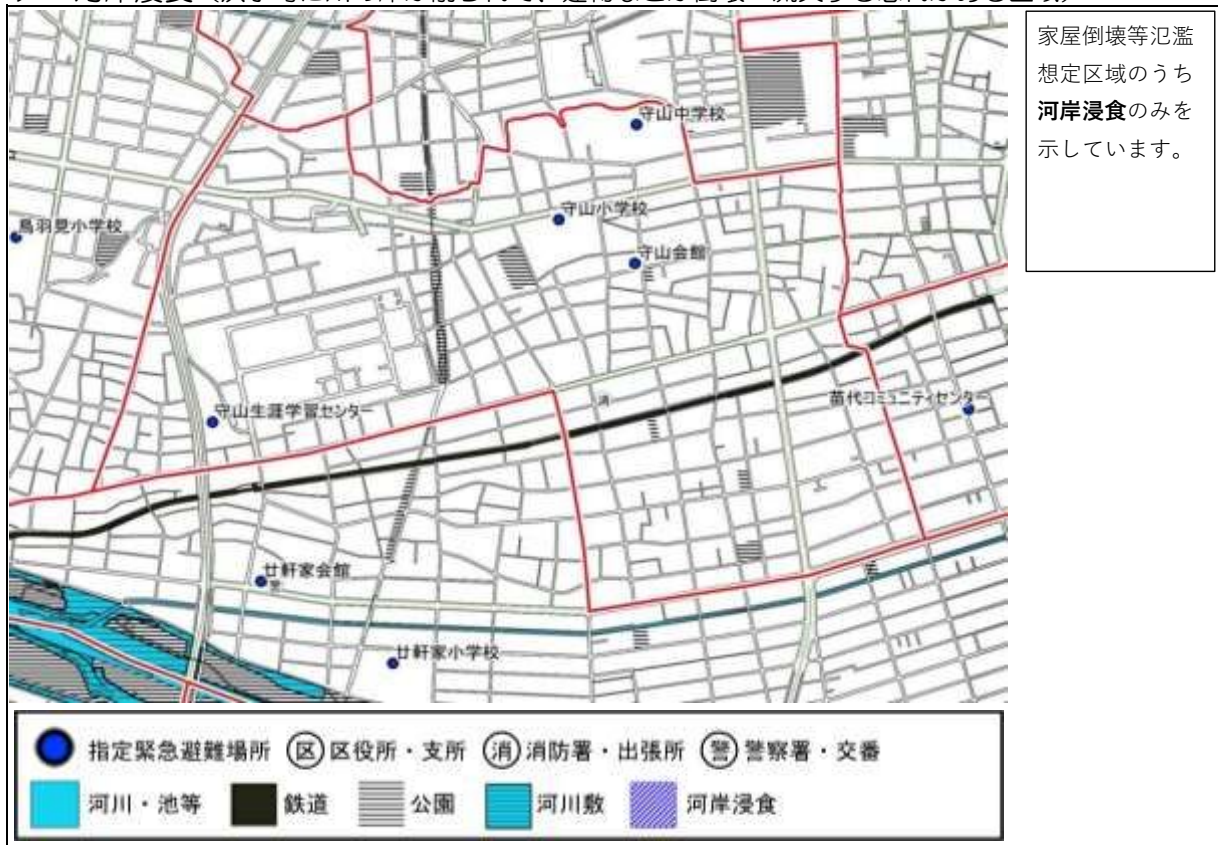 家屋倒壊等氾濫
想定区域のうち
河岸浸食のみを
示しています。
守山中学校
守山小学校
鳥羽見小学校
守山会館
消
苗代コミュニティセンター
守山生涯学習センター
廿軒家会館
廿軒家小学校
指定緊急避難場所 区 区役所・支所 消 消防署・出張所 警 警察署・交番
河川・池等 鉄道 公園 河川敷 河岸浸食